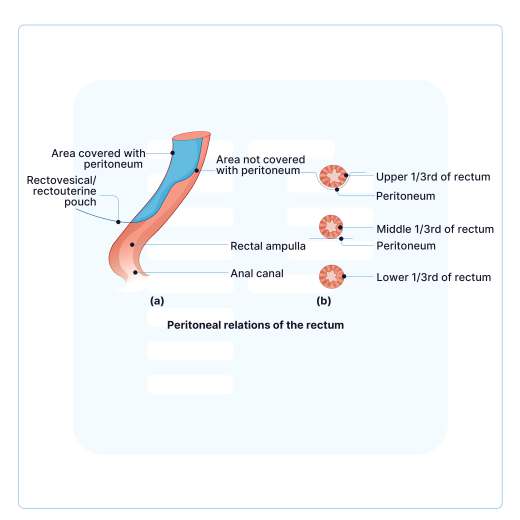 Area covered with
peritoneum
Rectovesical/
rectouterine
pouch
Area not covered
with peritoneum
Rectal ampulla
Anal canal
(a)
Upper 1/3rd of rectum
Peritoneum
Middle 1/3rd of rectum
Peritoneum
Lower 1/3rd of rectum
(b)
Peritoneal relations of the rectum